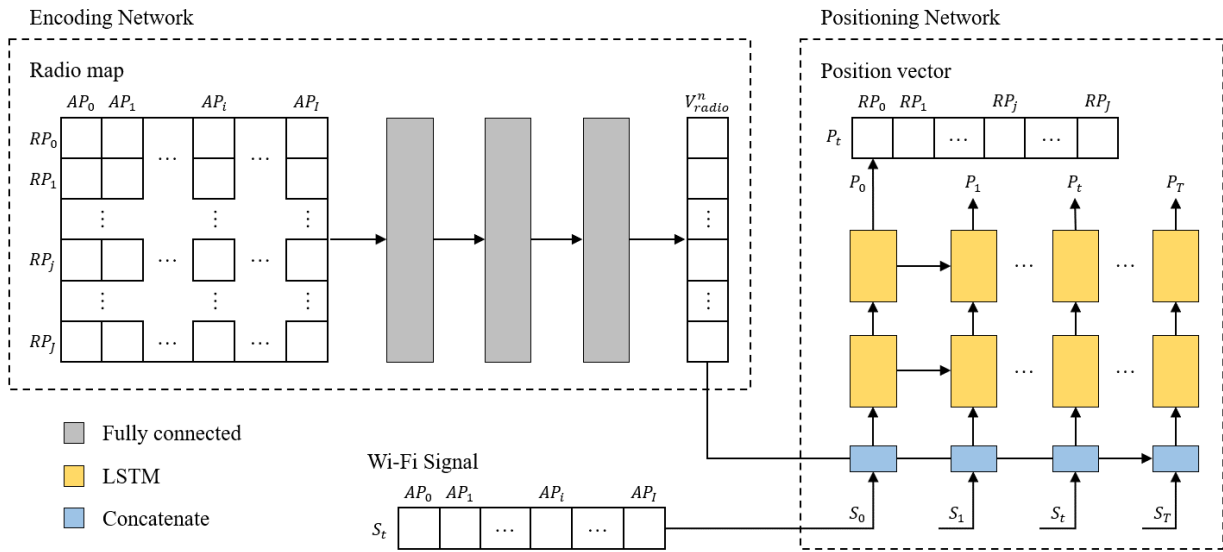 Encoding Network
Radio map
AP₀ AP₁ APᵢ API
RP₀ ... ...
RP₁
⋮ ⋮ ⋮
RPⱼ ... ...
⋮ ⋮ ⋮
RPJ ... ...
Vⁿradio
⋮
⋮
Fully connected
LSTM
Concatenate
Wi-Fi Signal
AP₀ AP₁ APᵢ API
Sₜ ... ...
Positioning Network
Position vector
RP₀ RP₁ RPⱼ RPJ
Pₜ ... ...
P₀ P₁ Pₜ PT
... ...
... ...
S₀ S₁ Sₜ ST